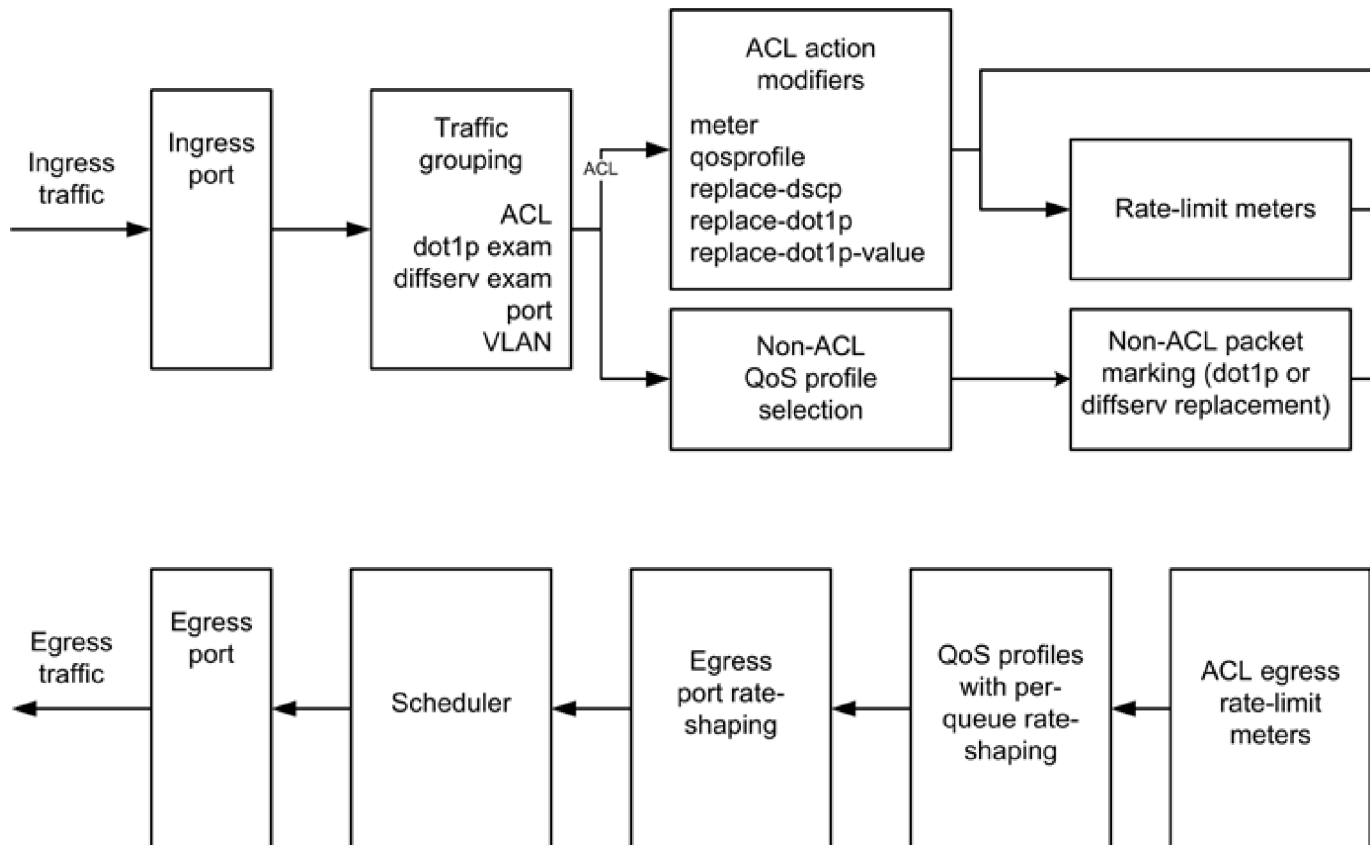 Ingress
traffic
Ingress
port
Traffic
grouping
ACL
dot1p exam
diffserv exam
port
VLAN
ACL
ACL action
modifiers
meter
qosprofile
replace-dscp
replace-dot1p
replace-dot1p-value
Rate-limit meters
Non-ACL
QoS profile
selection
Non-ACL packet
marking (dot1p or
diffserv replacement)
Egress
traffic
Egress
port
Scheduler
Egress
port rate-
shaping
QoS profiles
with per-
queue rate-
shaping
ACL egress
rate-limit
meters